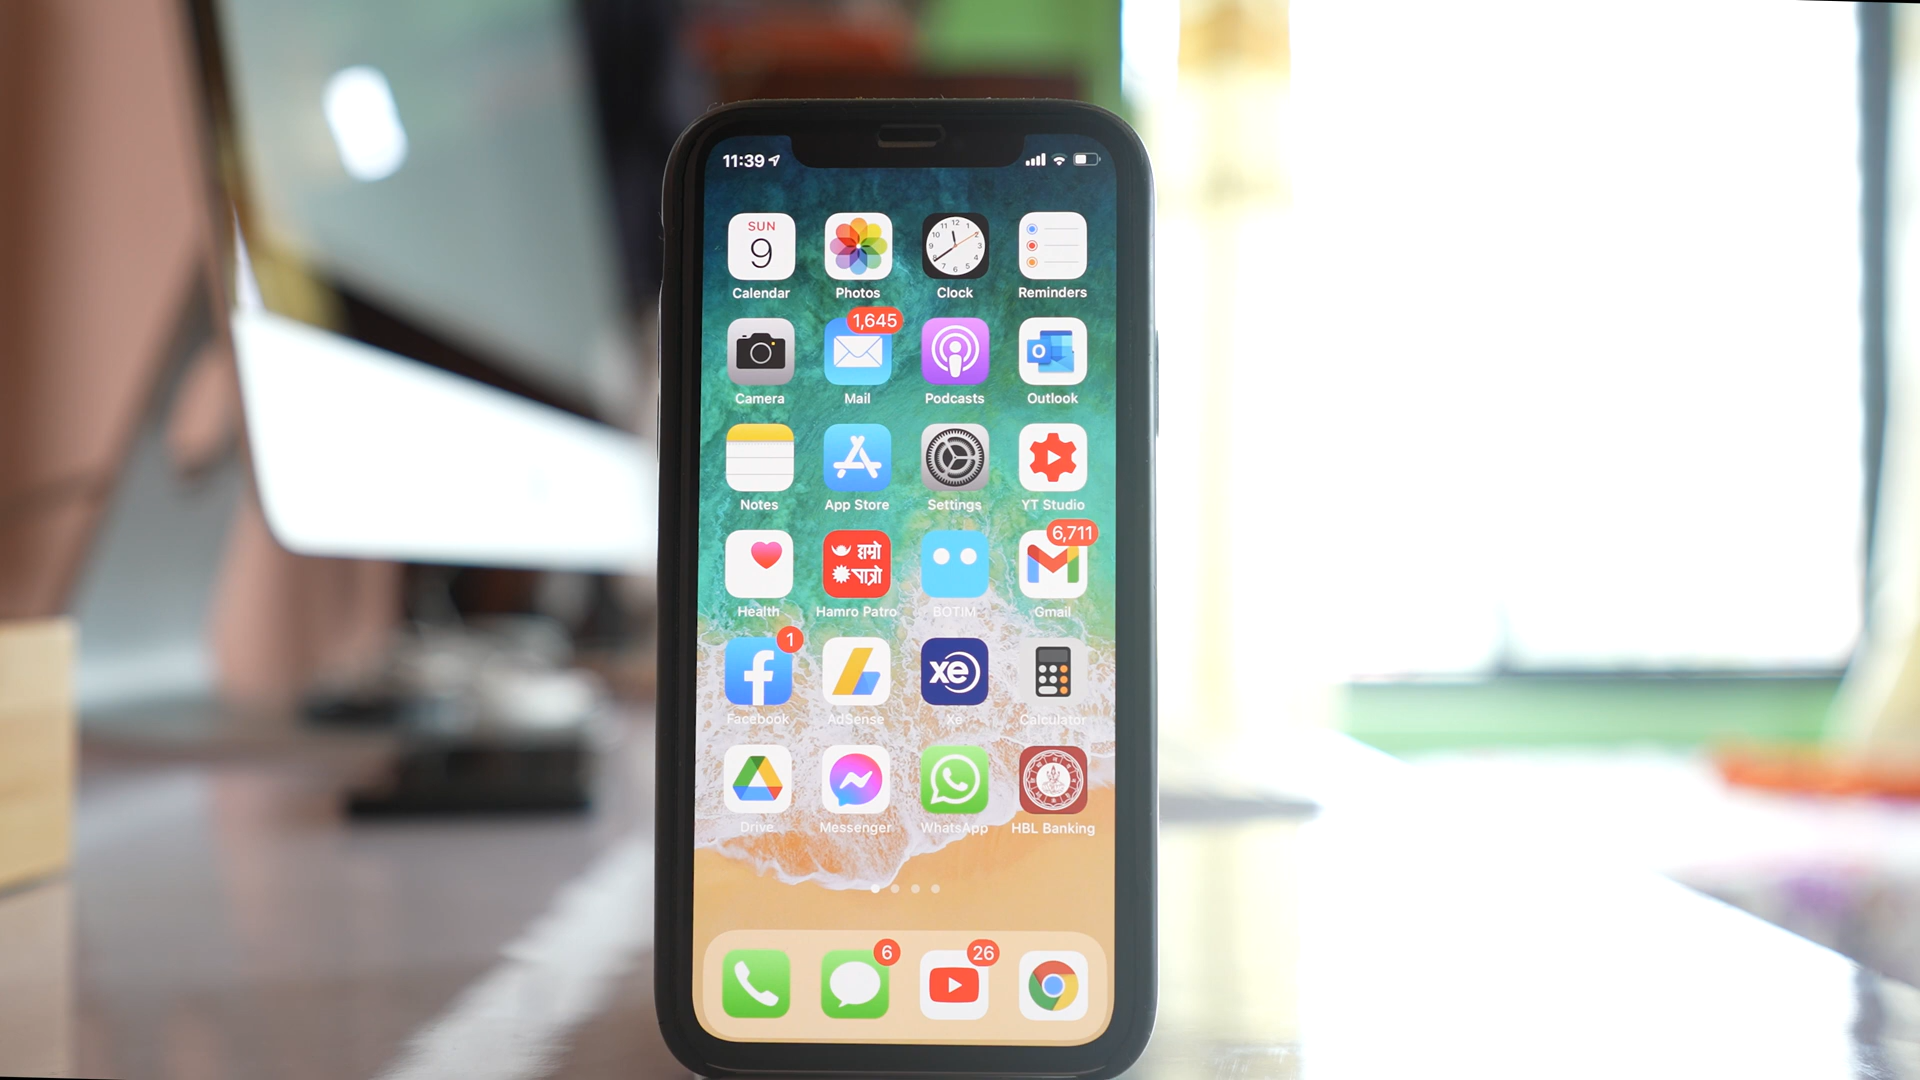 11:39
SUN
9
Calendar
Photos
Clock
Reminders
1,645
Camera
Mail
Podcasts
Outlook
Notes
App Store
Settings
YT Studio
6,711
हाम्रो
पात्रो
Health
Hamro Patro
BOTIM
Gmail
1
xe
Facebook
AdSense
Xe
Calculator
Drive
Messenger
WhatsApp
HBL Banking
6
26